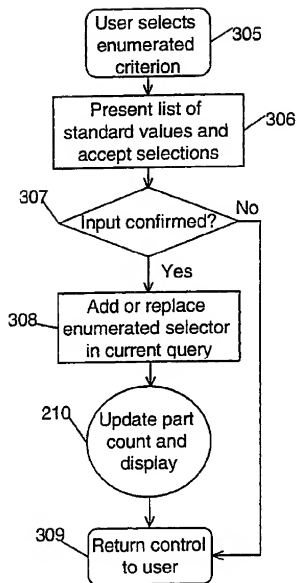 User selects
enumerated
criterion
305
Present list of
standard values and
accept selections
306
307
Input confirmed?
No
Yes
308
Add or replace
enumerated selector
in current query
210
Update part
count and
display
309
Return control
to user